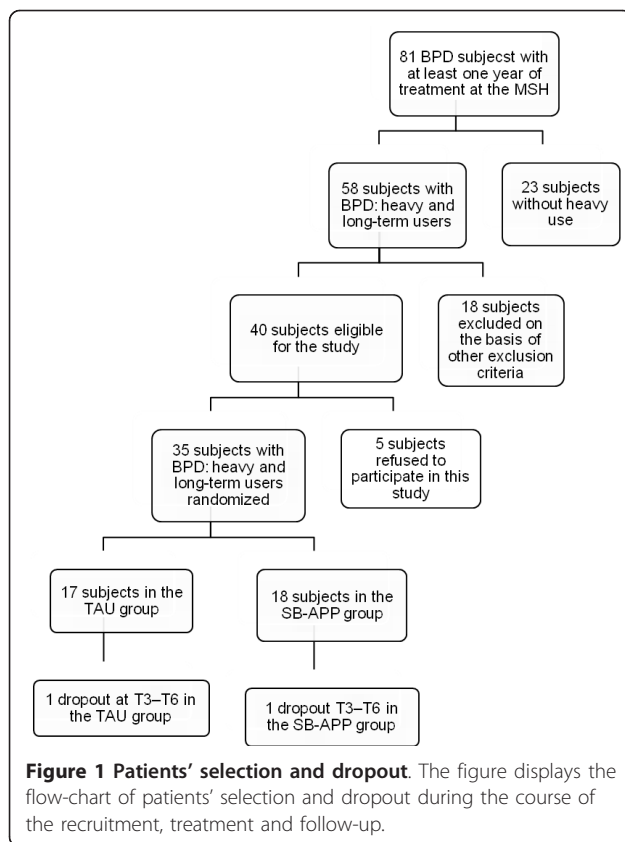 81 BPD subjecst with
at least one year of
treatment at the MSH
58 subjects with
BPD: heavy and
long-term users
23 subjects
without heavy
use
40 subjects eligible
for the study
18 subjects
excluded on
the basis of
other exclusion
criteria
35 subjects with
BPD: heavy and
long-term users
randomized
5 subjects
refused to
participate in this
study
17 subjects in the
TAU group
18 subjects in the
SB-APP group
1 dropout at T3–T6 in
the TAU group
1 dropout T3–T6 in
the SB-APP group
Figure 1 Patients’ selection and dropout. The figure displays the
flow-chart of patients’ selection and dropout during the course of
the recruitment, treatment and follow-up.